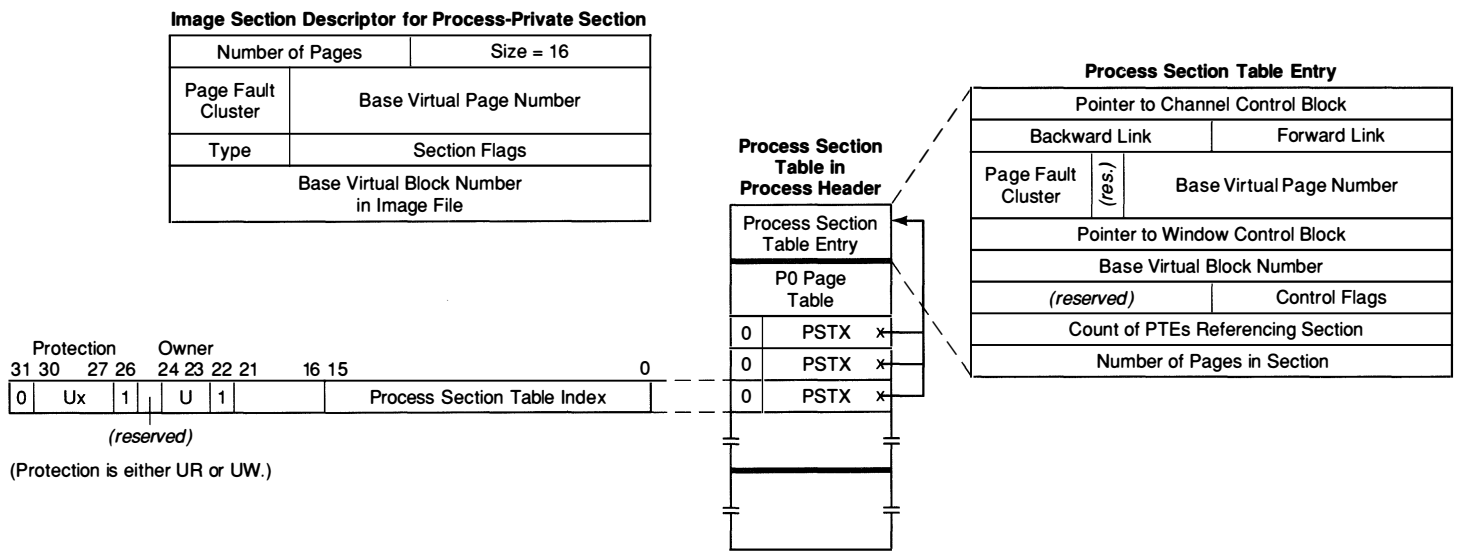 Image Section Descriptor for Process-Private Section
Number of Pages Size = 16
Page Fault
Cluster
Base Virtual Page Number
Type Section Flags
Base Virtual Block Number
in Image File
Process Section
Table in
Process Header
Process Section
Table Entry
P0 Page
Table
0 PSTX x
0 PSTX x
0 PSTX x
Process Section Table Entry
Pointer to Channel Control Block
Backward Link Forward Link
Page Fault
Cluster
(res.)
Base Virtual Page Number
Pointer to Window Control Block
Base Virtual Block Number
(reserved) Control Flags
Count of PTEs Referencing Section
Number of Pages in Section
Protection Owner
31 30 27 26 24 23 22 21 16 15 0
0 Ux 1 U 1 Process Section Table Index
(reserved)
(Protection is either UR or UW.)